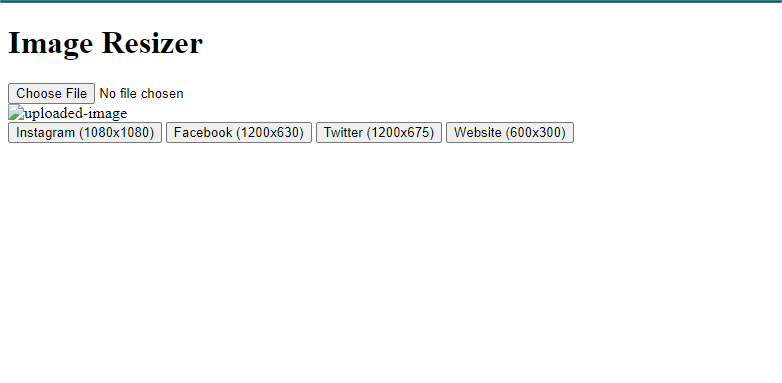 Image Resizer
Choose File No file chosen
uploaded-image
Instagram (1080x1080) Facebook (1200x630) Twitter (1200x675) Website (600x300)